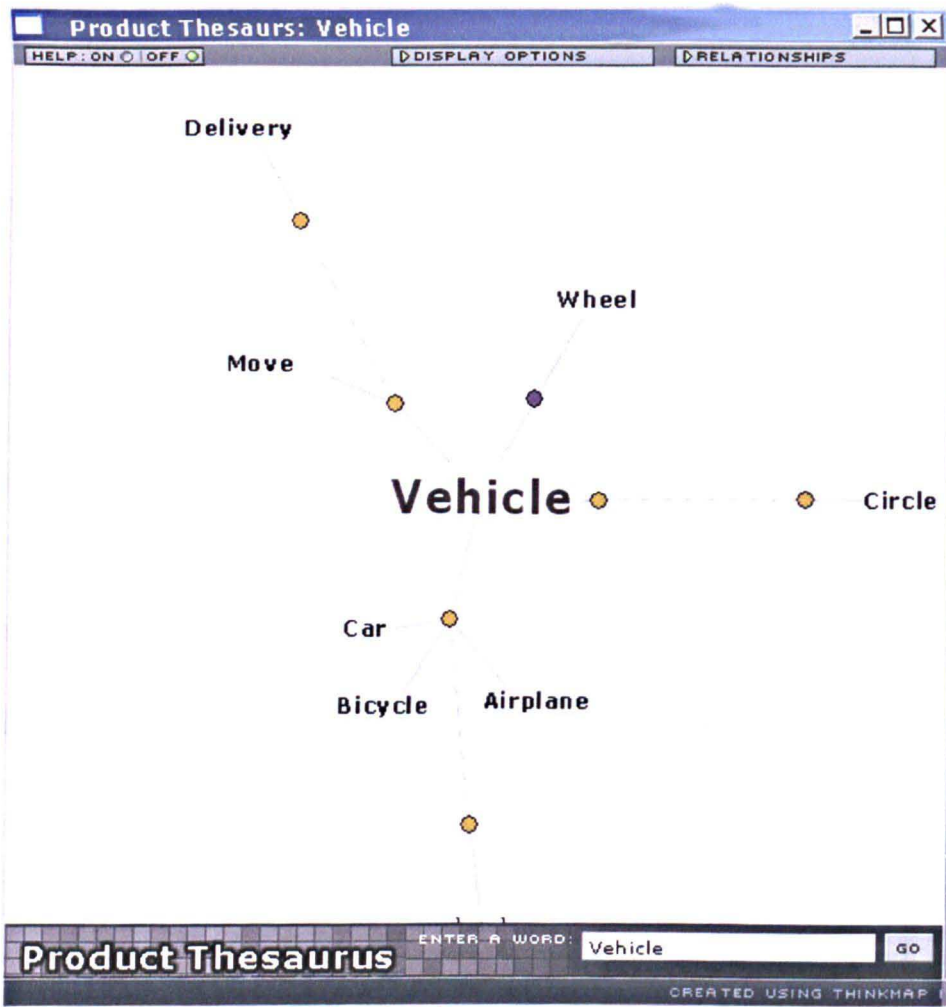 Product Thesaurs: Vehicle
HELP: ON OFF
DISPLAY OPTIONS
RELATIONSHIPS
Delivery
Wheel
Move
Vehicle
Circle
Car
Bicycle
Airplane
Product Thesaurus
ENTER A WORD:
Vehicle
GO
CREATED USING THINKMAP